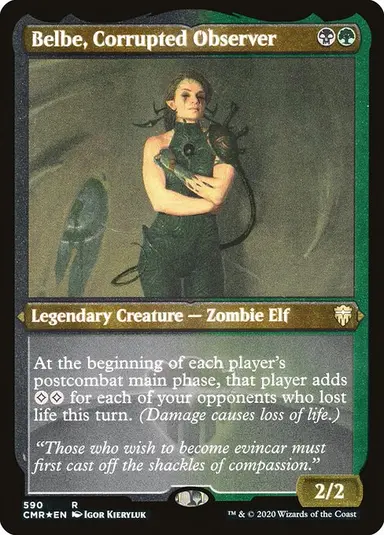 Belbe, Corrupted Observer
Legendary Creature — Zombie Elf
At the beginning of each player's
postcombat main phase, that player adds
for each of your opponents who lost
life this turn. (Damage causes loss of life.)
“Those who wish to become evincar must
first cast off the shackles of compassion.”
2/2
590 R
CMR★EN Igor Kieryluk
™ & © 2020 Wizards of the Coast